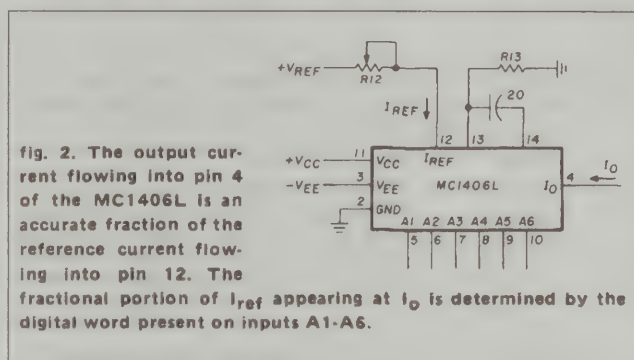 +VREF
R12
R13
20
IREF
12
13
14
+VCC
11
VCC
IREF
-VEE
3
VEE
MC1406L
IO
4
IO
2
GND
A1 A2 A3 A4 A5 A6
5 6 7 8 9 10
fig. 2. The output cur-
rent flowing into pin 4
of the MC1406L is an
accurate fraction of the
reference current flow-
ing into pin 12. The
fractional portion of Iref appearing at Io is determined by the
digital word present on inputs A1-A6.